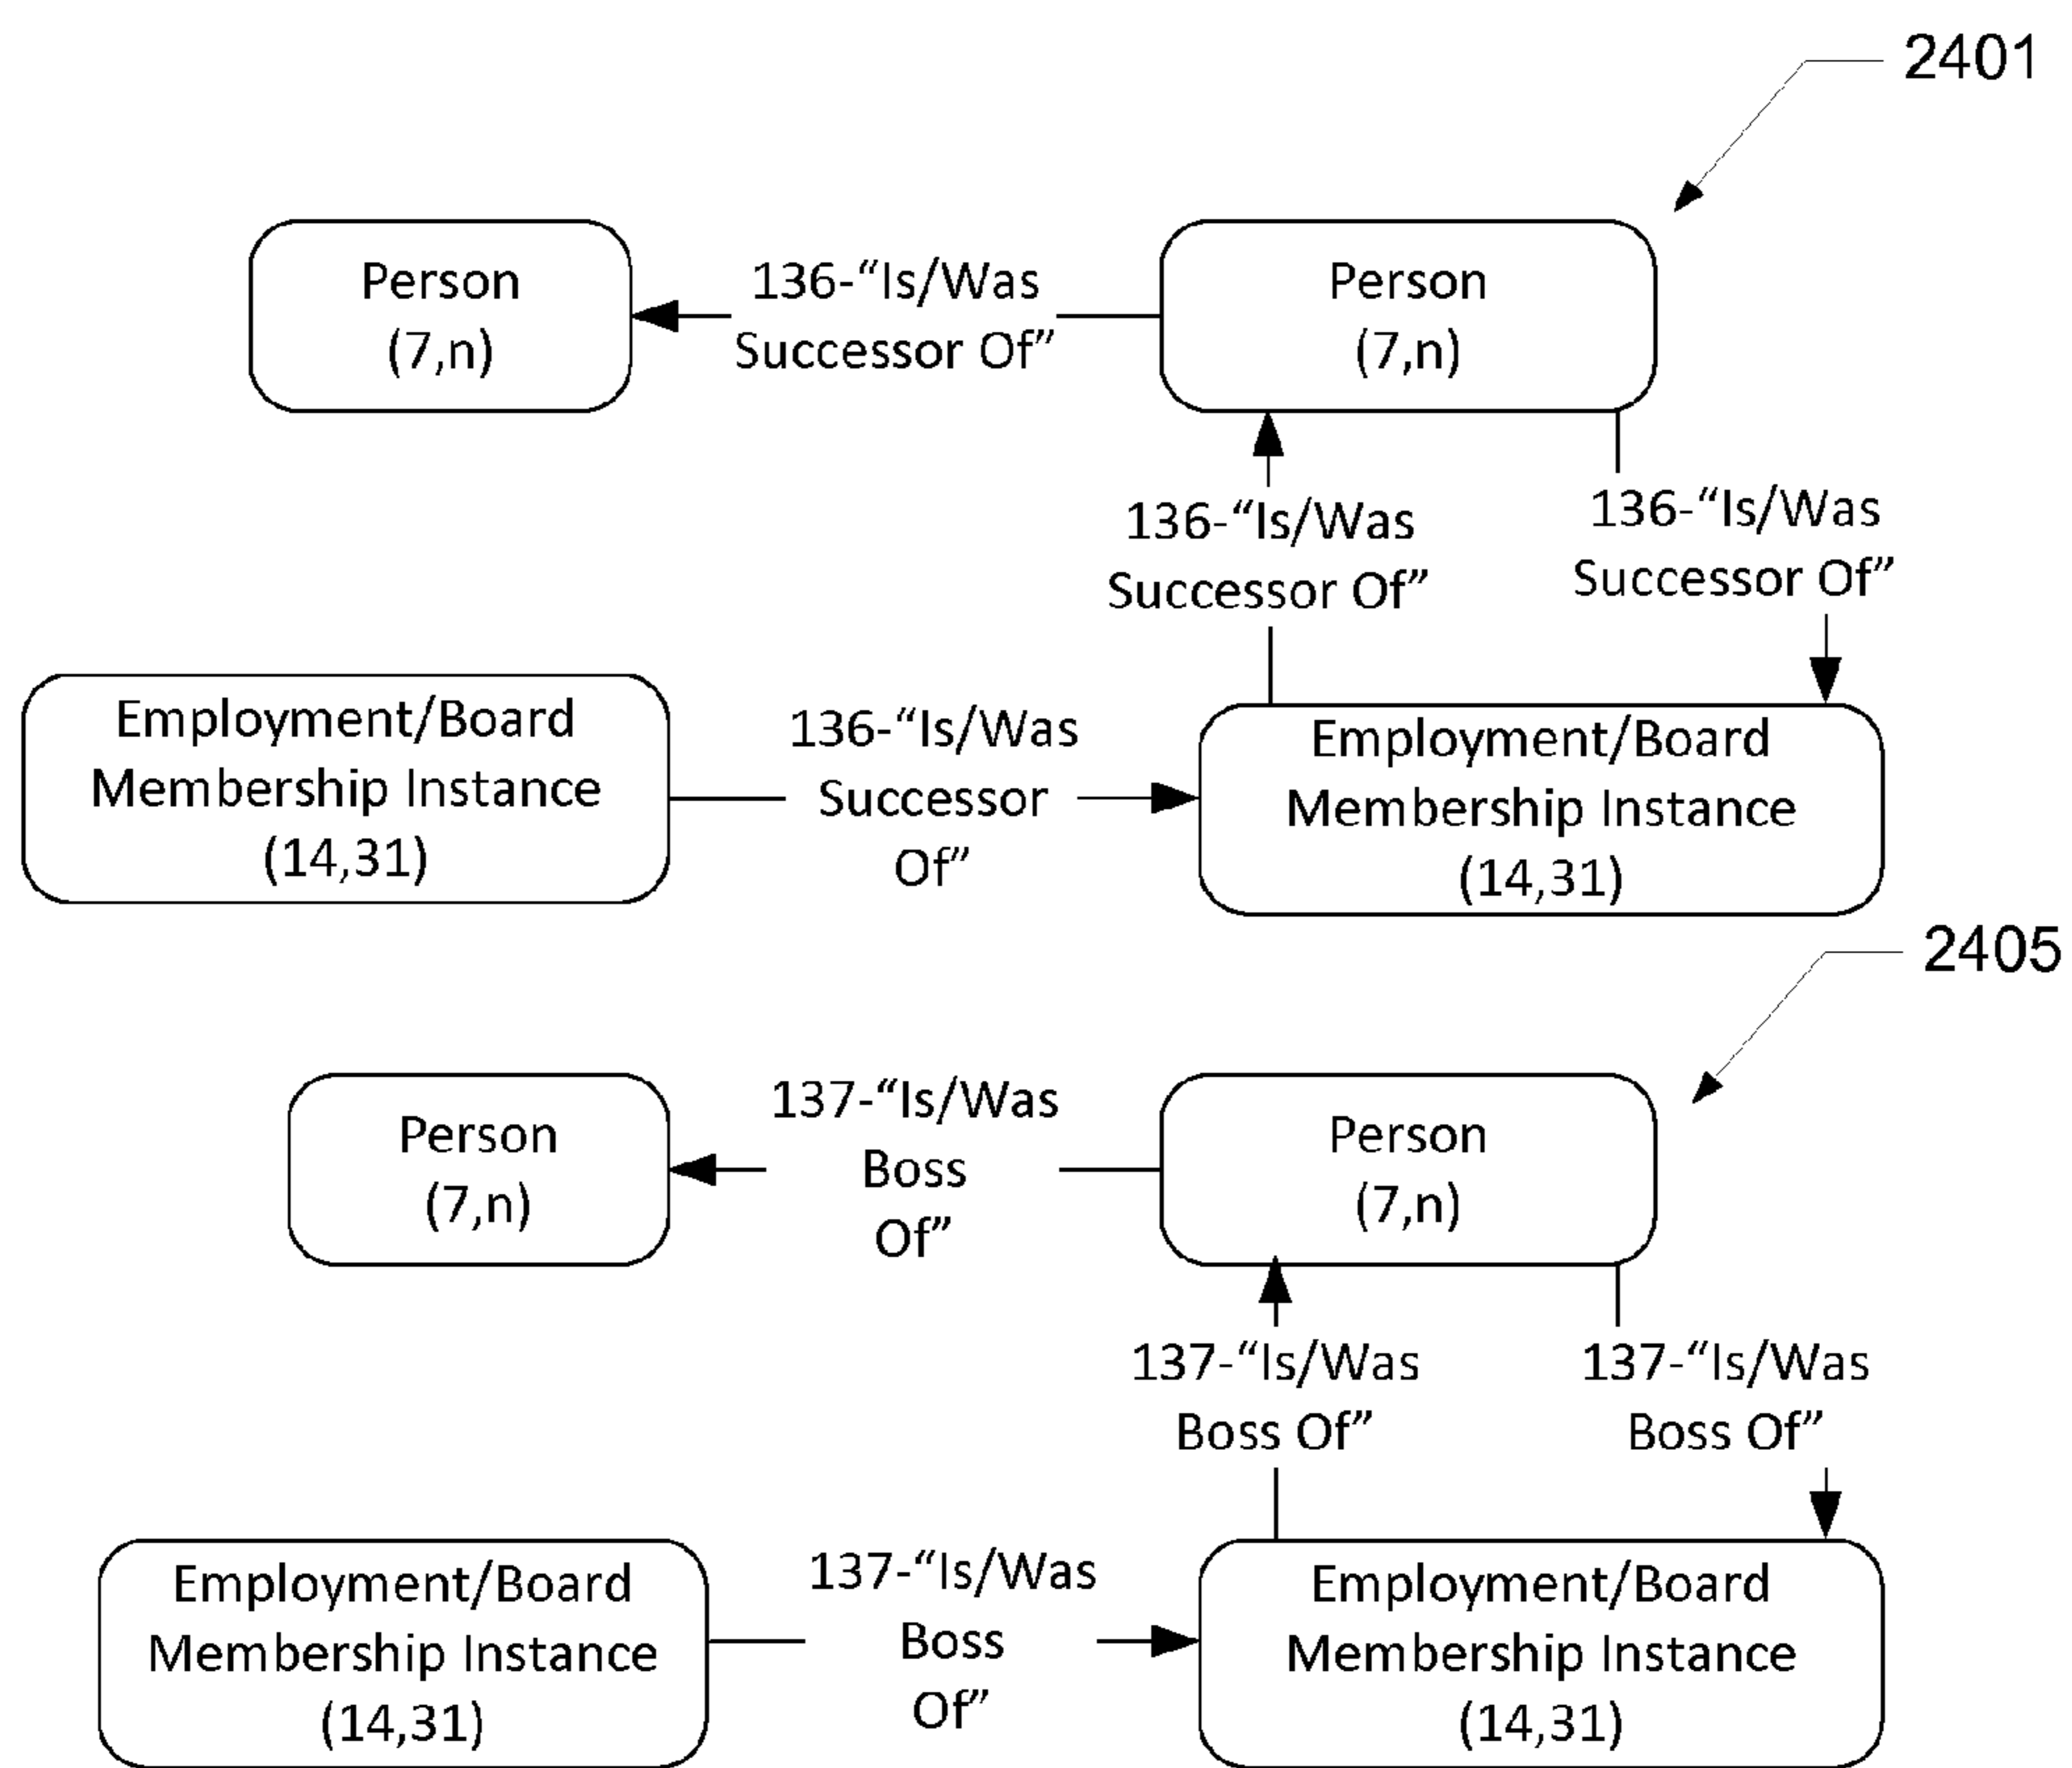 2401
Person
(7,n)
136-“Is/Was
Successor Of”
Person
(7,n)
136-“Is/Was
Successor Of”
136-“Is/Was
Successor Of”
Employment/Board
Membership Instance
(14,31)
136-“Is/Was
Successor
Of”
Employment/Board
Membership Instance
(14,31)
2405
Person
(7,n)
137-“Is/Was
Boss
Of”
Person
(7,n)
137-“Is/Was
Boss Of”
137-“Is/Was
Boss Of”
Employment/Board
Membership Instance
(14,31)
137-“Is/Was
Boss
Of”
Employment/Board
Membership Instance
(14,31)